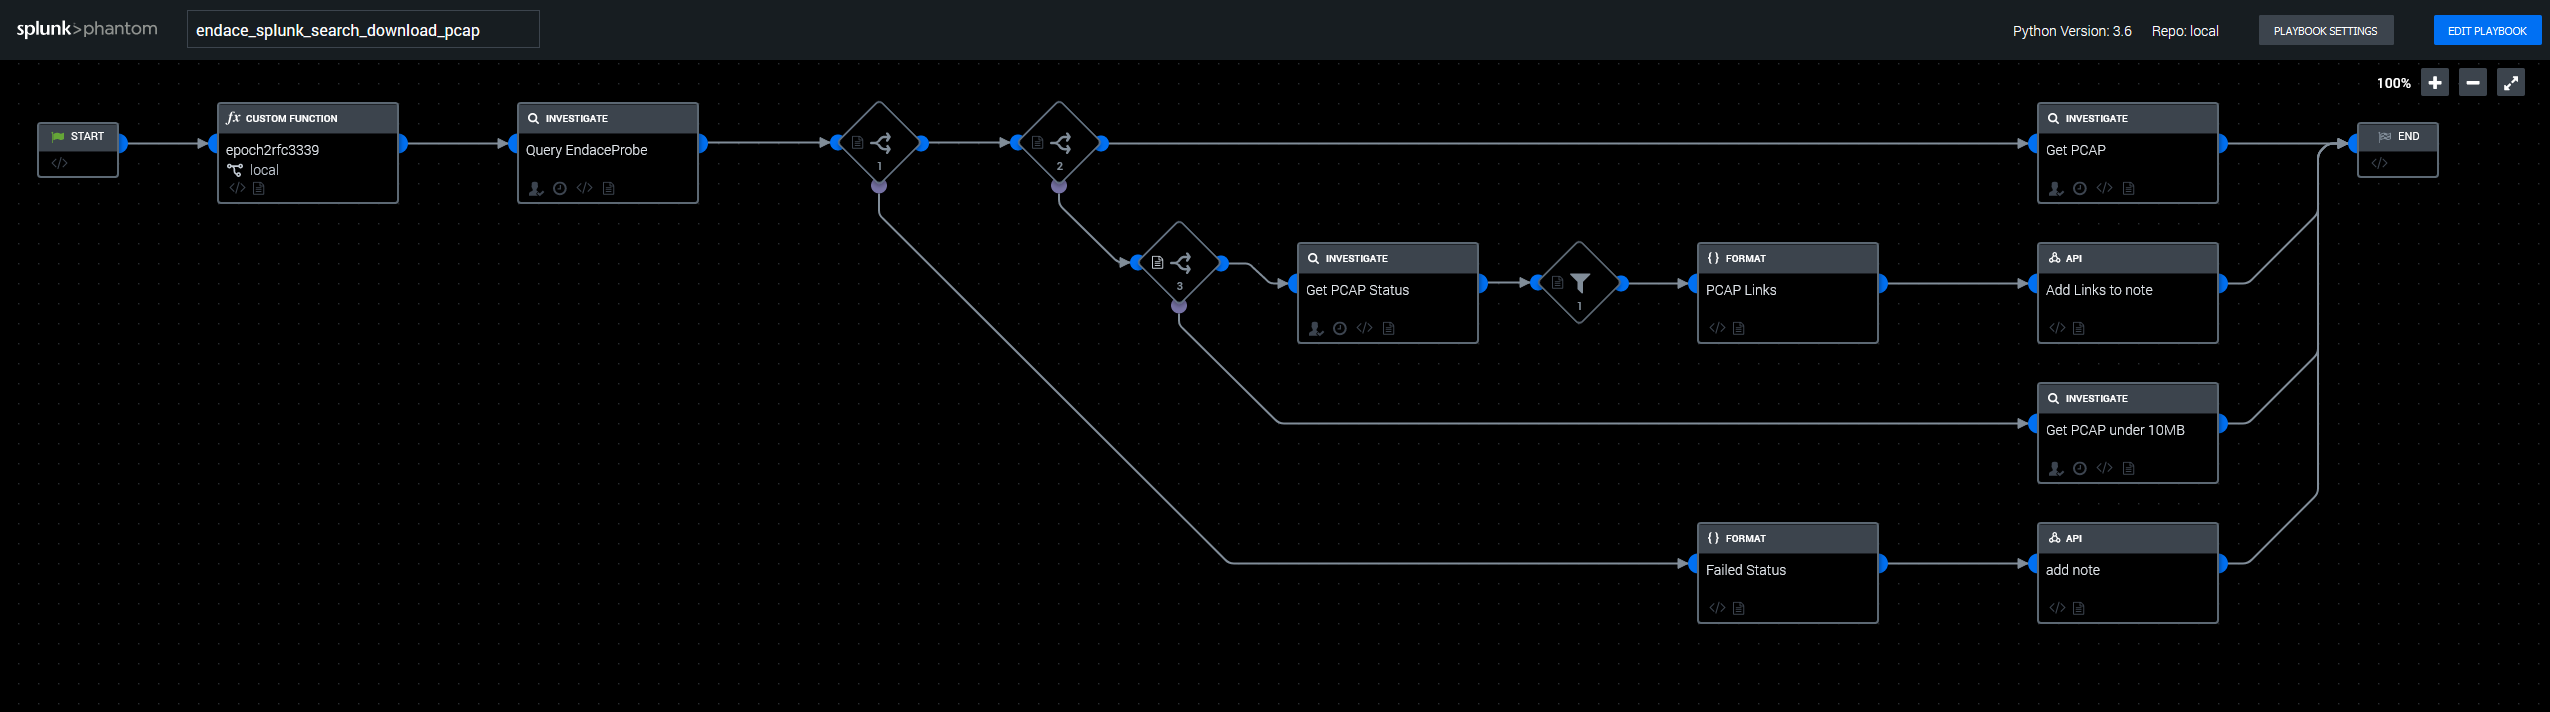 splunk>phantom
endace_splunk_search_download_pcap
Python Version: 3.6
Repo: local
PLAYBOOK SETTINGS
EDIT PLAYBOOK
100%
START
CUSTOM FUNCTION
epoch2rfc3339
local
INVESTIGATE
Query EndaceProbe
1
2
INVESTIGATE
Get PCAP
END
3
INVESTIGATE
Get PCAP Status
1
FORMAT
PCAP Links
API
Add Links to note
INVESTIGATE
Get PCAP under 10MB
FORMAT
Failed Status
API
add note